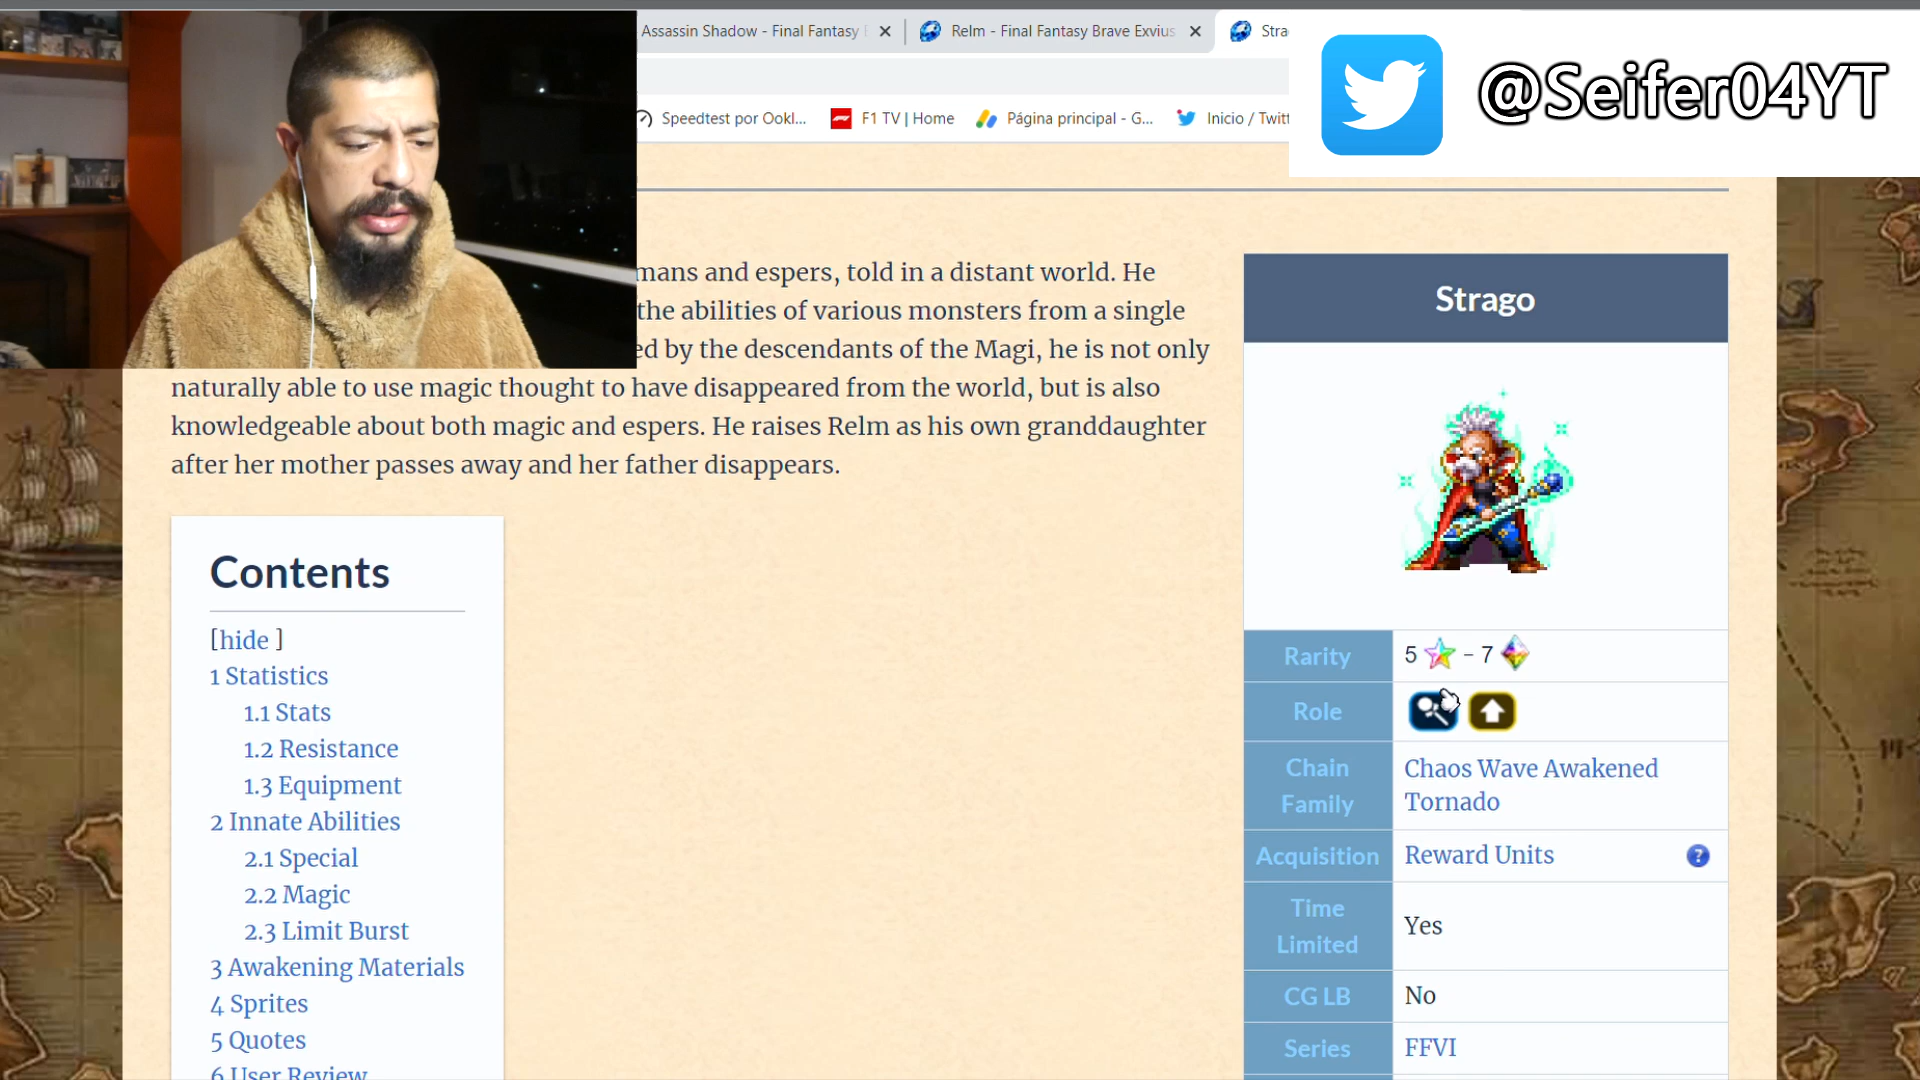 Assassin Shadow - Final Fantasy
Relm - Final Fantasy Brave Exvius
Stra
@Seifer04YT
Speedtest por Ookl...
F1 TV | Home
Página principal - G...
Inicio / Twitt
mans and espers, told in a distant world. He
the abilities of various monsters from a single
ed by the descendants of the Magi, he is not only
naturally able to use magic thought to have disappeared from the world, but is also
knowledgeable about both magic and espers. He raises Relm as his own granddaughter
after her mother passes away and her father disappears.
Contents
[hide ]
1 Statistics
1.1 Stats
1.2 Resistance
1.3 Equipment
2 Innate Abilities
2.1 Special
2.2 Magic
2.3 Limit Burst
3 Awakening Materials
4 Sprites
5 Quotes
6 User Review
Strago
Rarity 5 - 7
Role
Chain Family Chaos Wave Awakened
Tornado
Acquisition Reward Units ?
Time Limited Yes
CG LB No
Series FFVI